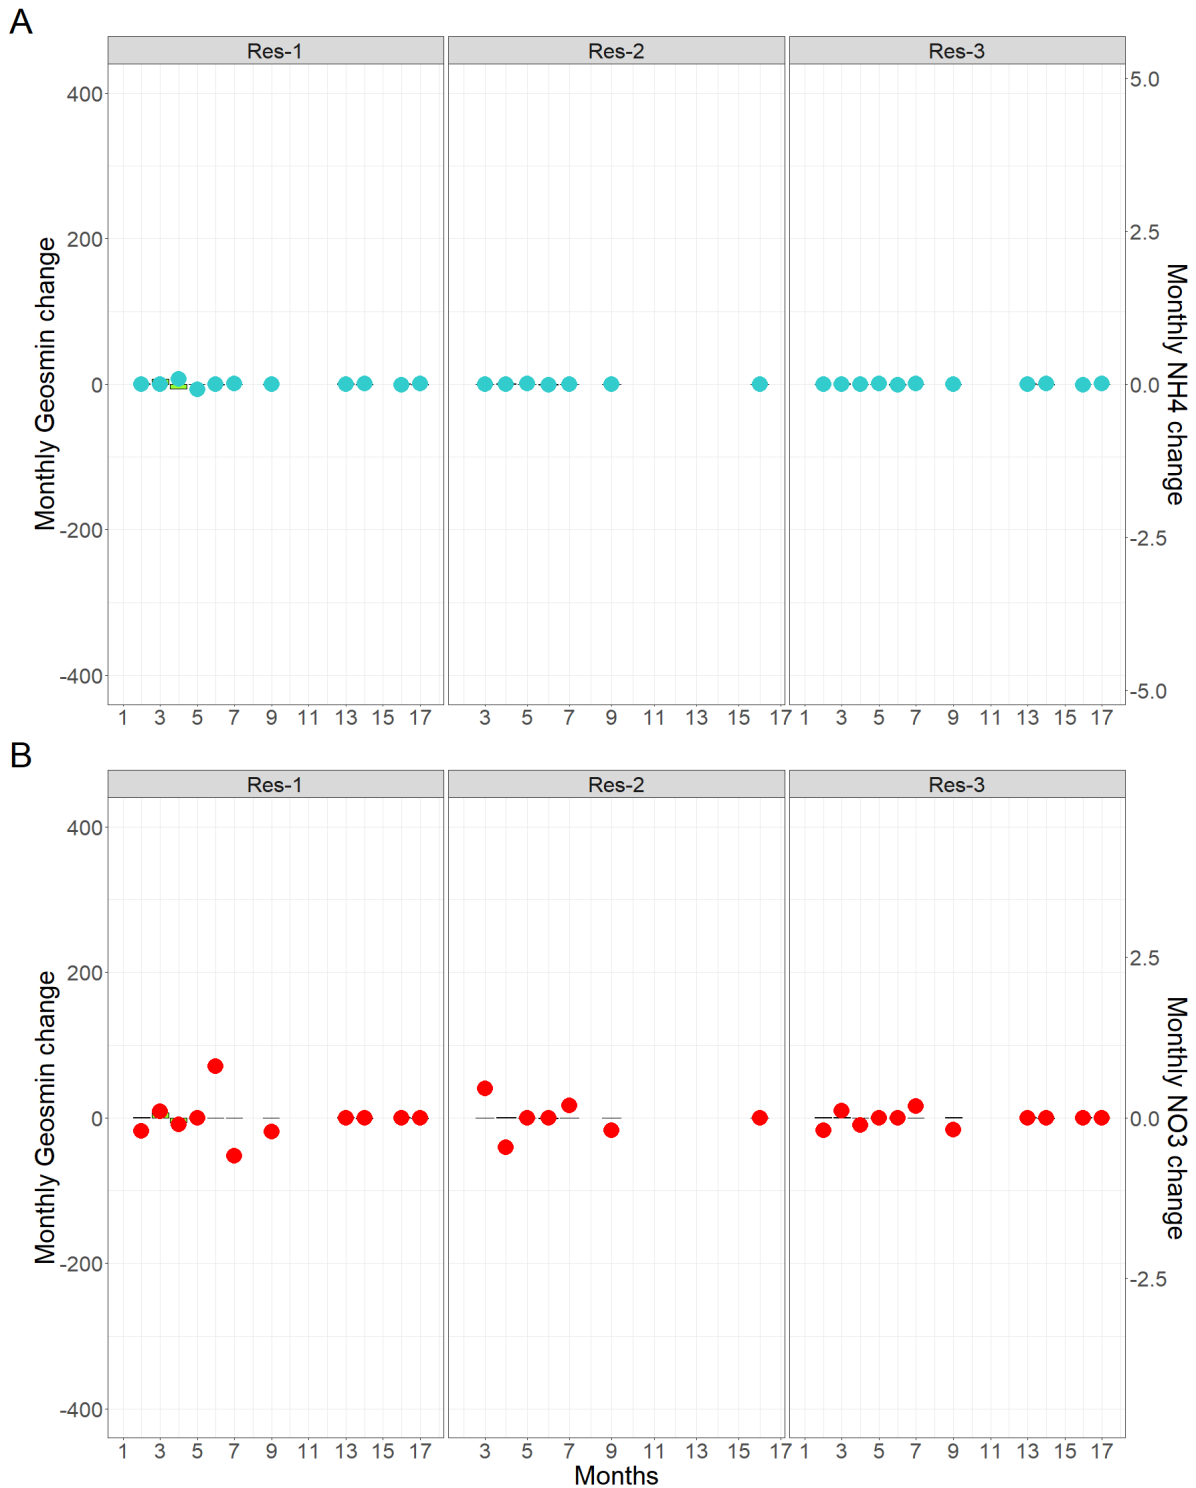 A
Res-1 Res-2 Res-3
400 5.0
200 2.5
0 0.0
-200 -2.5
-400 -5.0
Monthly Geosmin change
Monthly NH4 change
1 3 5 7 9 11 13 15 17 3 5 7 9 11 13 15 17 1 3 5 7 9 11 13 15 17
B
Res-1 Res-2 Res-3
400
200 2.5
0 0.0
-200 -2.5
-400
Monthly Geosmin change
Monthly NO3 change
1 3 5 7 9 11 13 15 17 3 5 7 9 11 13 15 17 1 3 5 7 9 11 13 15 17
Months